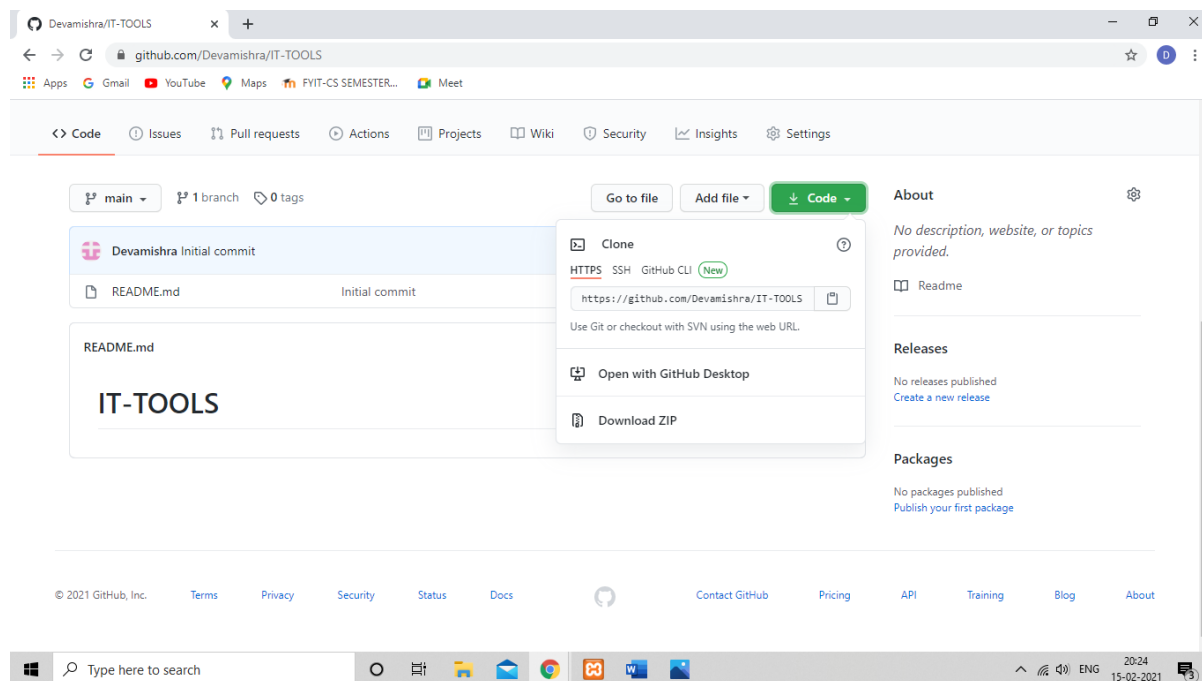 Devamishra/IT-TOOLS
github.com/Devamishra/IT-TOOLS
Apps Gmail YouTube Maps FYIT-CS SEMESTER... Meet
Code Issues Pull requests Actions Projects Wiki Security Insights Settings
main 1 branch 0 tags Go to file Add file Code
Devamishra Initial commit
README.md Initial commit
README.md
IT-TOOLS
Clone
HTTPS SSH GitHub CLI New
https://github.com/Devamishra/IT-TOOLS
Use Git or checkout with SVN using the web URL.
Open with GitHub Desktop
Download ZIP
About
No description, website, or topics
provided.
Readme
Releases
No releases published
Create a new release
Packages
No packages published
Publish your first package
© 2021 GitHub, Inc. Terms Privacy Security Status Docs Contact GitHub Pricing API Training Blog About
Type here to search
ENG
20:24
15-02-2021
3